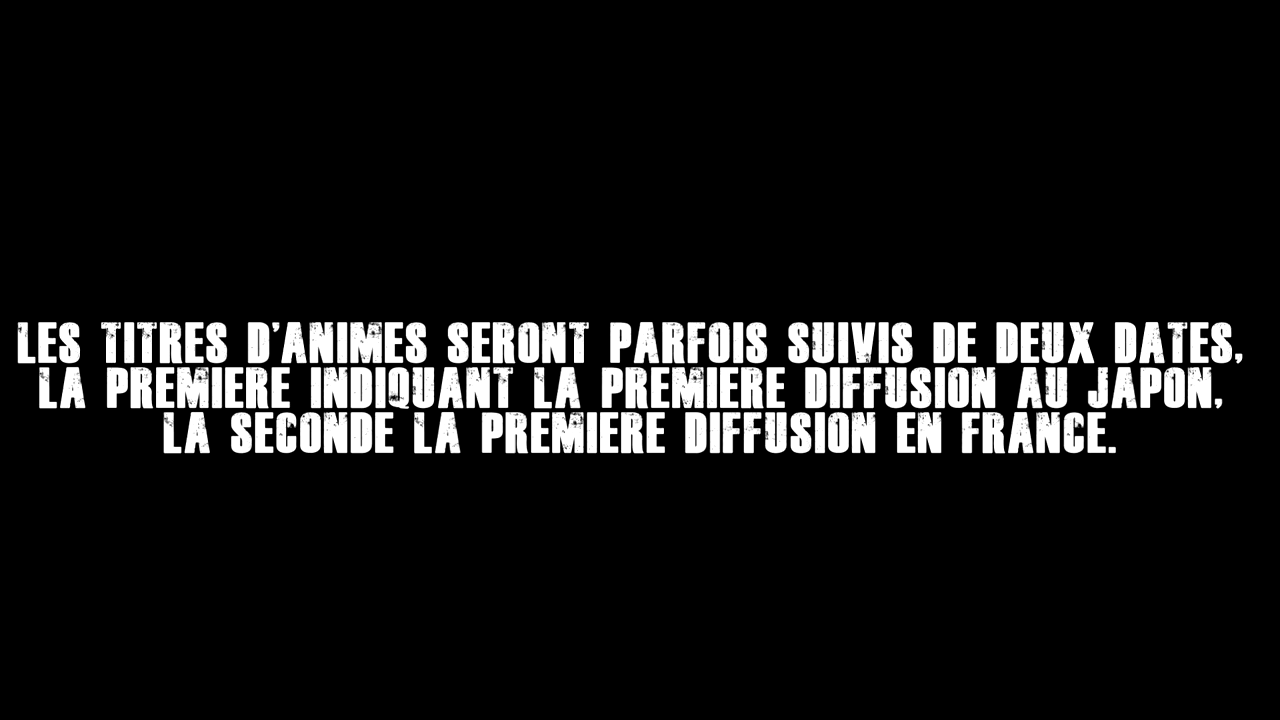 LES TITRES D'ANIMES SERONT PARFOIS SUIVIS DE DEUX DATES,
LA PREMIERE INDIQUANT LA PREMIERE DIFFUSION AU JAPON,
LA SECONDE LA PREMIERE DIFFUSION EN FRANCE.